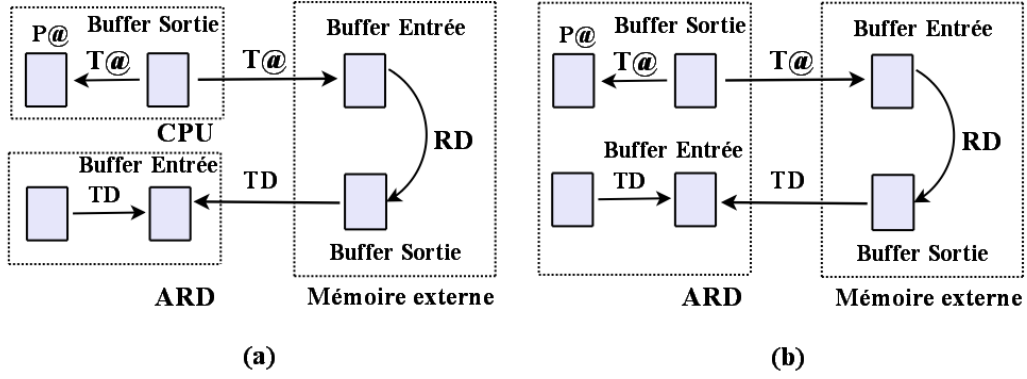 Buffer Sortie
P@
T@
T@
CPU
Buffer Entrée
RD
Buffer Entrée
TD
TD
Buffer Sortie
ARD
Mémoire externe
(a)
Buffer Sortie
P@
T@
T@
Buffer Entrée
RD
Buffer Entrée
TD
TD
Buffer Sortie
ARD
Mémoire externe
(b)